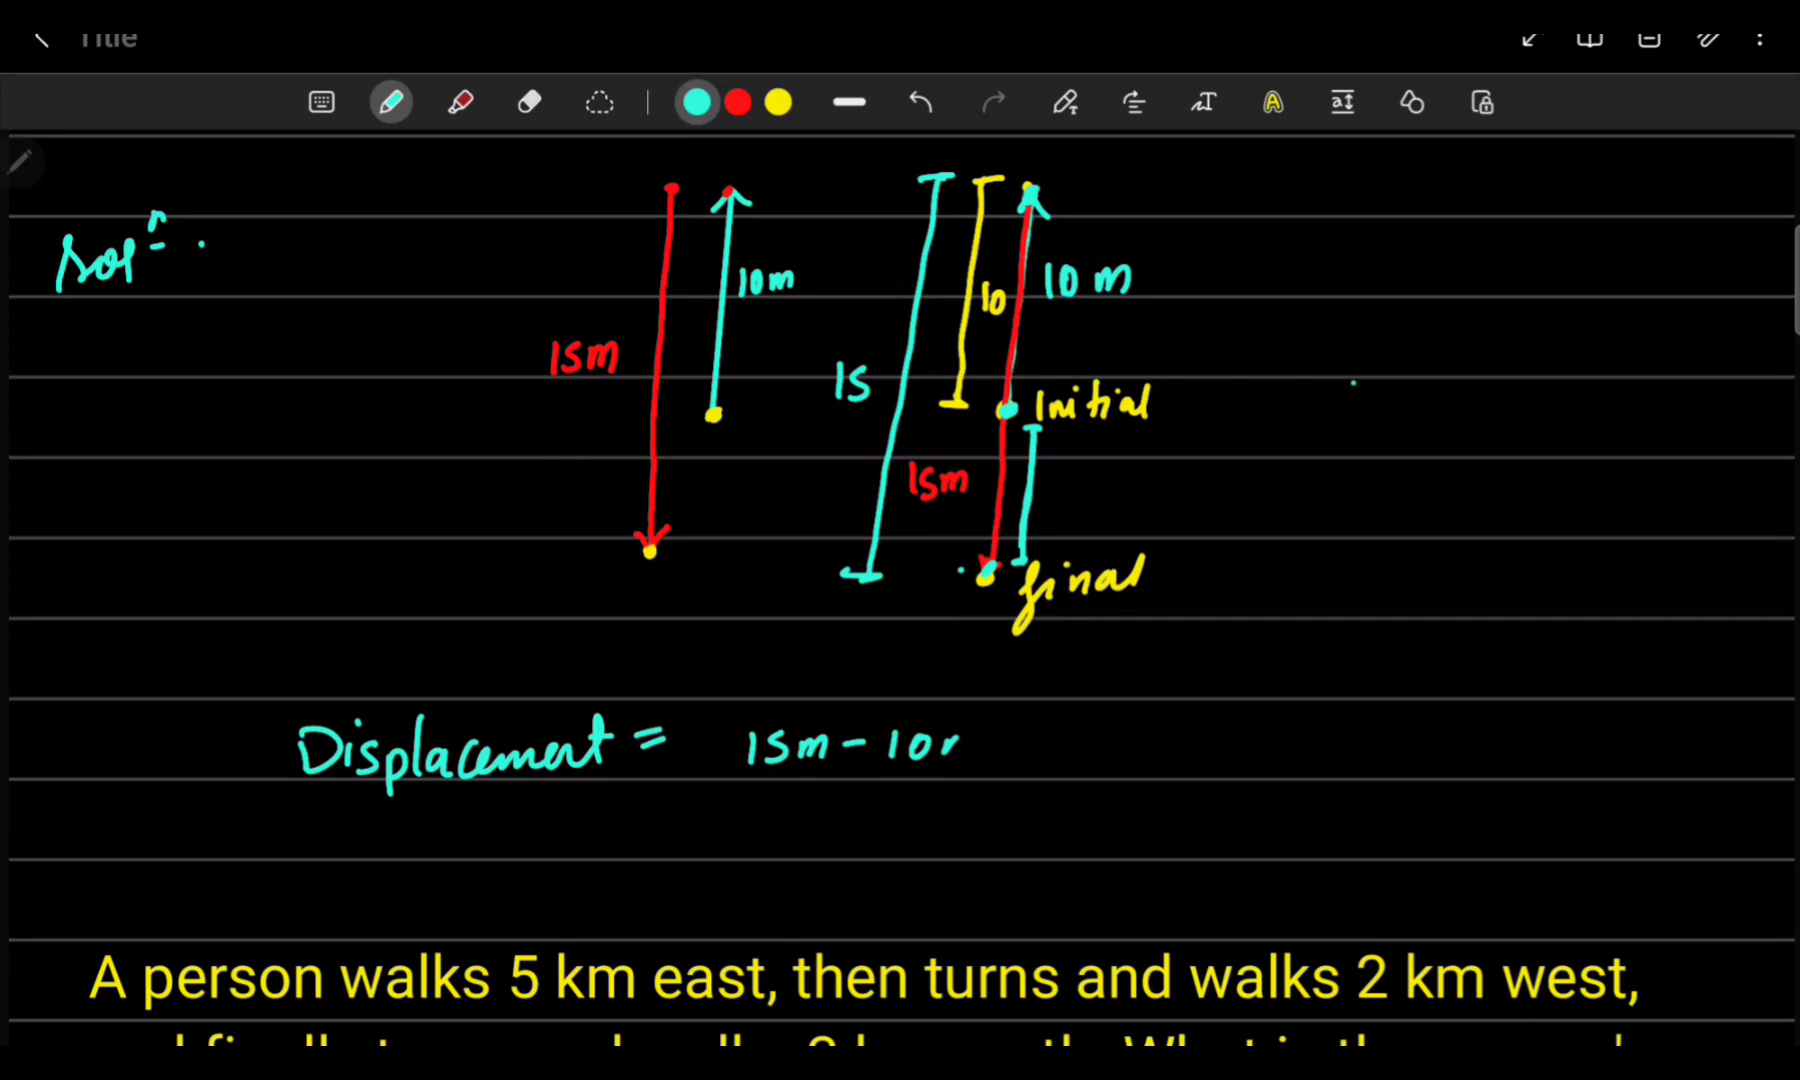 Title
Solⁿ
10m
10
10 m
15m
15
Initial
15m
final
Displacement = 15m - 10
A person walks 5 km east, then turns and walks 2 km west,